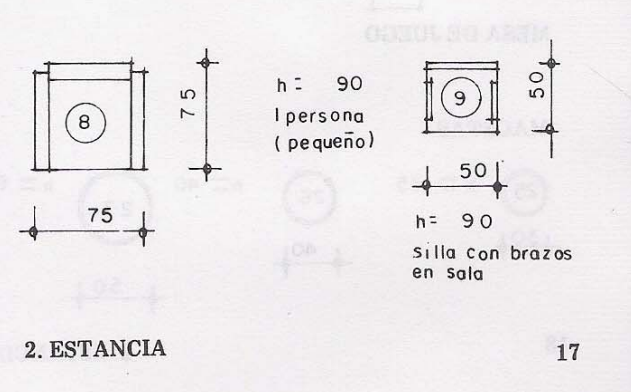 8
75
75
h= 90
1 persona
(pequeño)
9
50
50
h= 90
silla con brazos
en sala
2. ESTANCIA
17